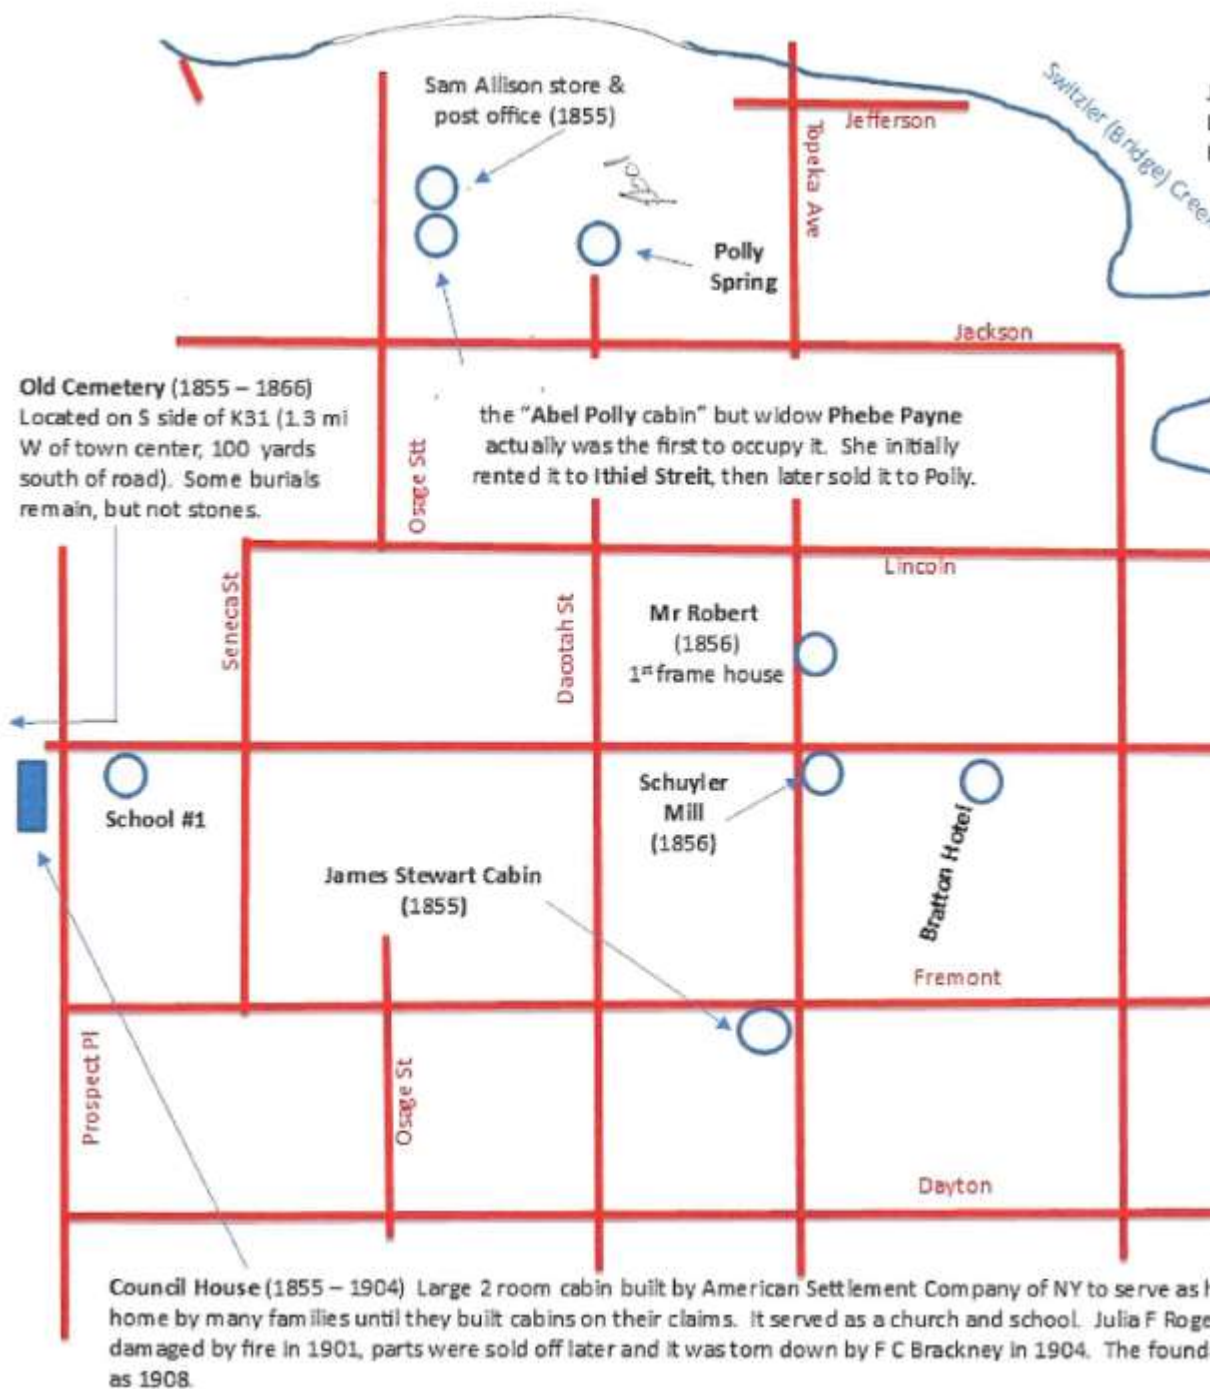 Sam Allison store &
post office (1855)
Jefferson
Topeka Ave
Switzler (Bridge) Creek
Polly
Spring
Jackson
Old Cemetery (1855 – 1866)
Located on S side of K31 (1.3 mi
W of town center, 100 yards
south of road). Some burials
remain, but not stones.
the "Abel Polly cabin" but widow Phebe Payne
actually was the first to occupy it. She initially
rented it to Ithiel Streit, then later sold it to Polly.
Osage Stt
Lincoln
Seneca St
Dacotah St
Mr Robert
(1856)
1st frame house
School #1
Schuyler
Mill
(1856)
Bratton Hotel
James Stewart Cabin
(1855)
Fremont
Prospect Pl
Osage St
Dayton
Council House (1855 – 1904) Large 2 room cabin built by American Settlement Company of NY to serve as
home by many families until they built cabins on their claims. It served as a church and school. Julia F
damaged by fire in 1901, parts were sold off later and it was torn down by F C Brackney in 1904. The
as 1908.